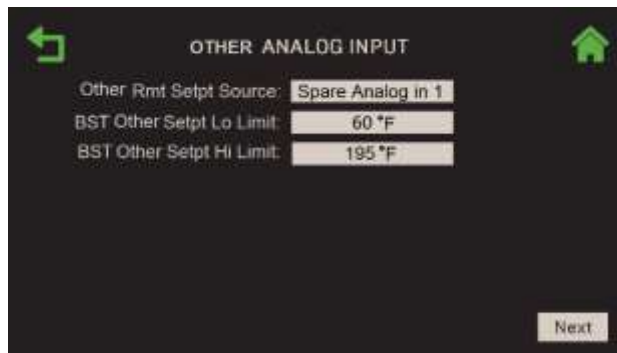 OTHER ANALOG INPUT
Other Rmt Setpt Source: Spare Analog in 1
BST Other Setpt Lo Limit: 60 °F
BST Other Setpt Hi Limit: 195 °F
Next